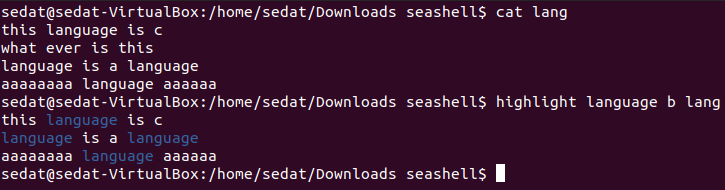 sedat@sedat-VirtualBox:/home/sedat/Downloads seashell$ cat lang
this language is c
what ever is this
language is a language
aaaaaaaa language aaaaaa
sedat@sedat-VirtualBox:/home/sedat/Downloads seashell$ highlight language b lang
this language is c
language is a language
aaaaaaaa language aaaaaa
sedat@sedat-VirtualBox:/home/sedat/Downloads seashell$